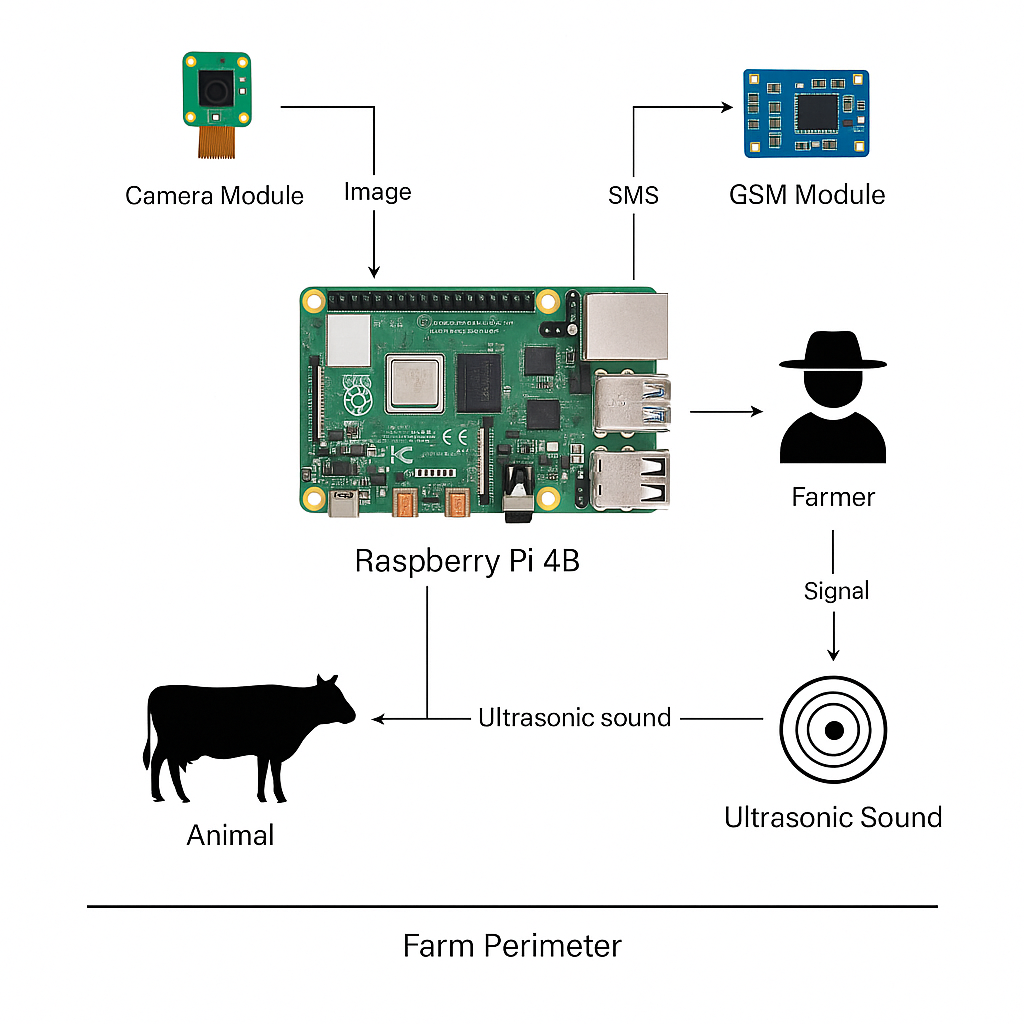 Camera Module
Image
SMS
GSM Module
Farmer
Raspberry Pi 4B
Signal
Ultrasonic sound
Animal
Ultrasonic Sound
Farm Perimeter